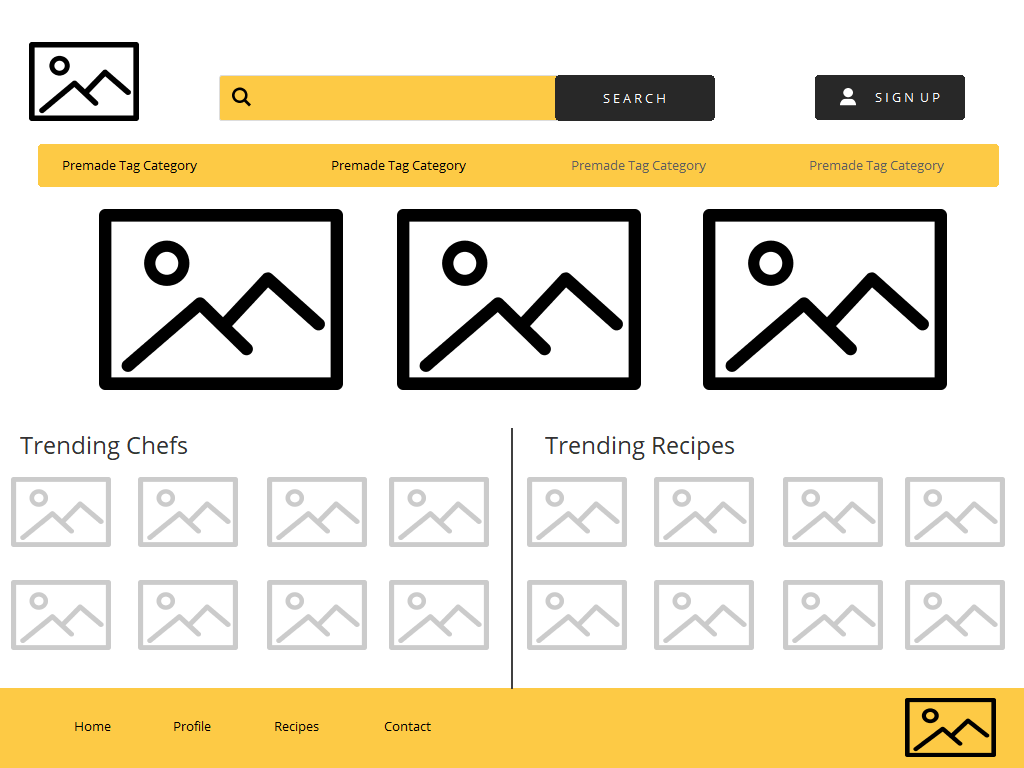 SEARCH
SIGN UP
Premade Tag Category
Premade Tag Category
Premade Tag Category
Premade Tag Category
Trending Chefs
Trending Recipes
Home
Profile
Recipes
Contact